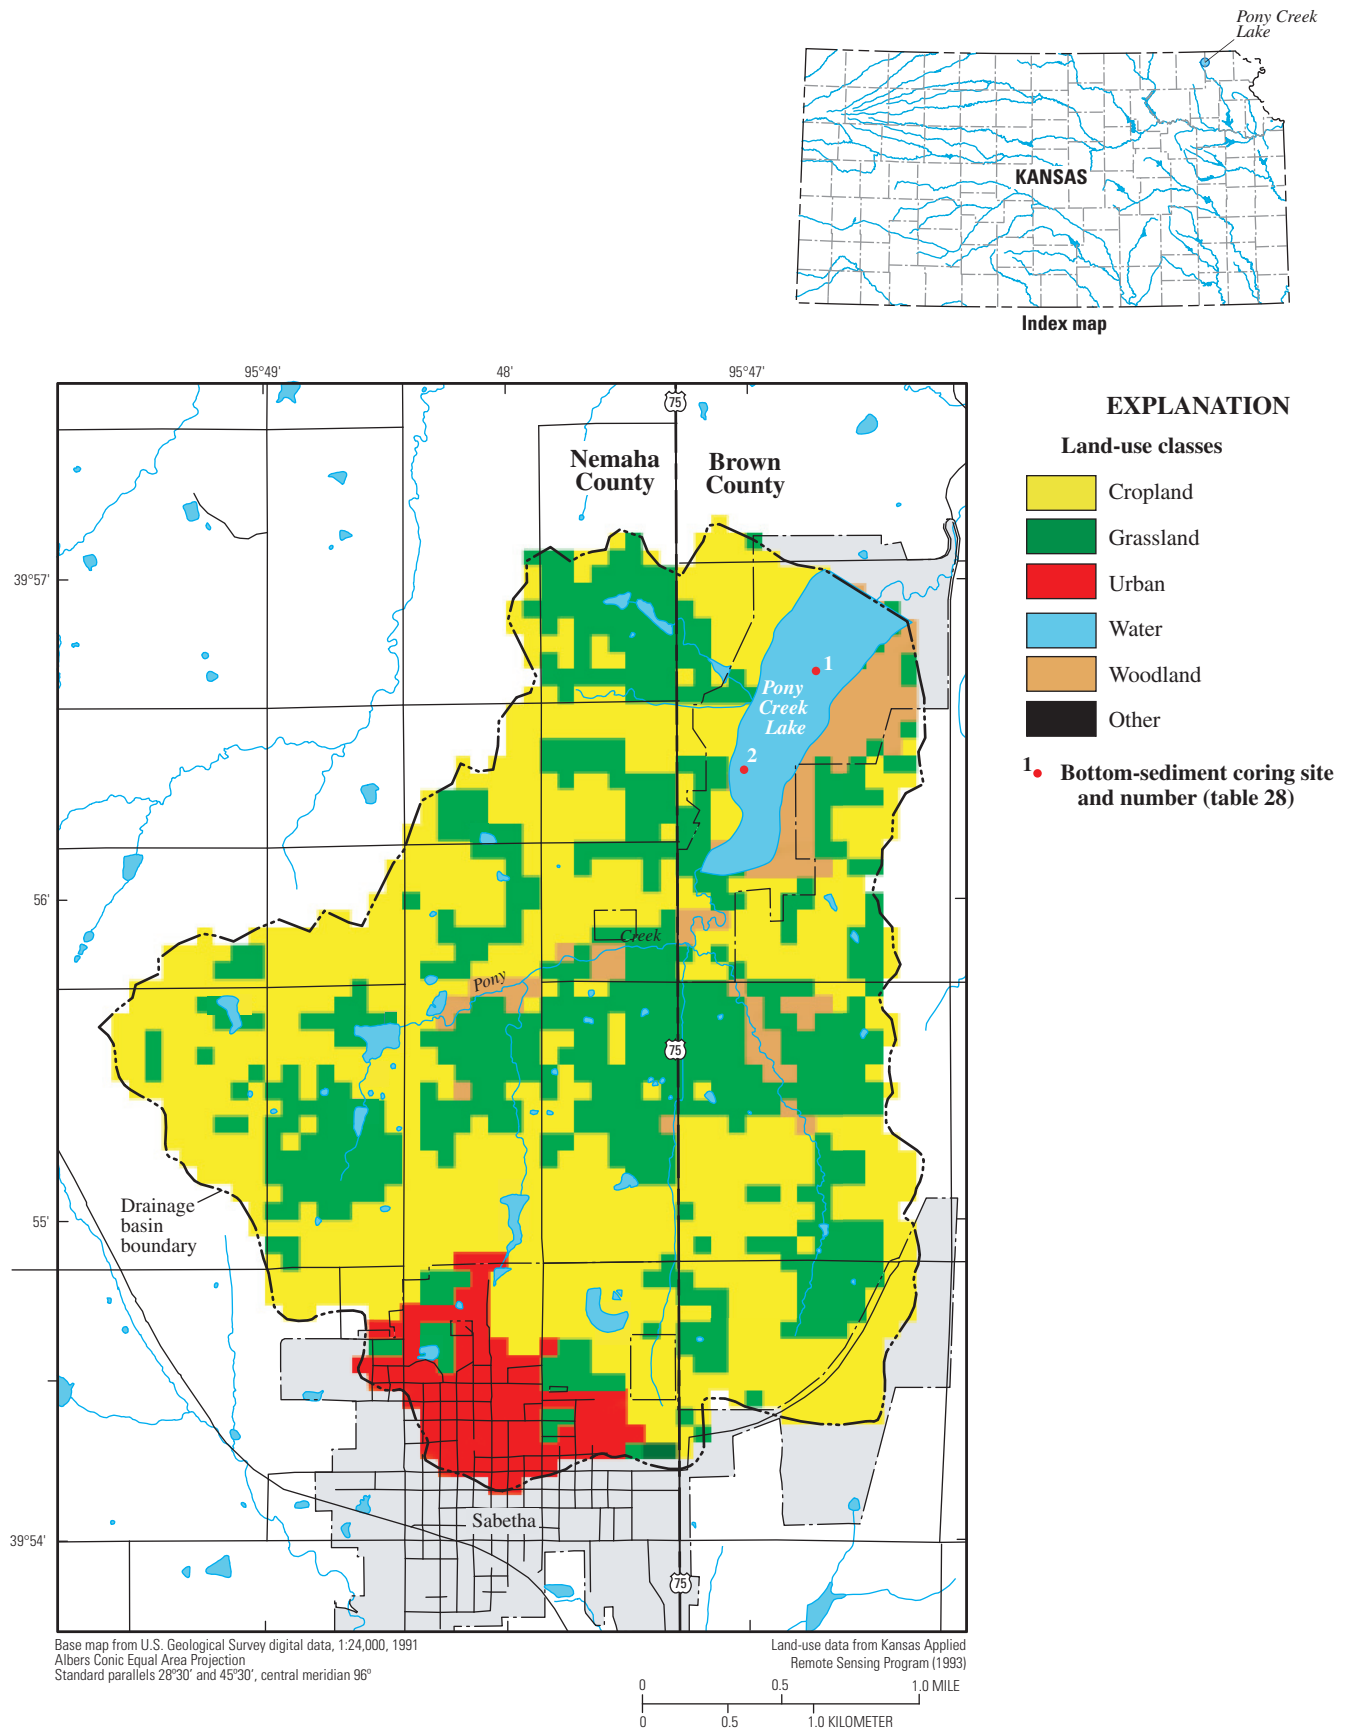 Pony Creek
Lake
KANSAS
Index map
95°49'
48'
95°47'
75
EXPLANATION
Land-use classes
Cropland
Grassland
Urban
Water
Woodland
Other
1 Bottom-sediment coring site
and number (table 28)
Nemaha
County
Brown
County
39°57'
1
Pony
Creek
Lake
2
56'
Creek
Pony
75
Drainage
basin
boundary
55'
Sabetha
39°54'
75
Base map from U.S. Geological Survey digital data, 1:24,000, 1991
Albers Conic Equal Area Projection
Standard parallels 28°30' and 45°30', central meridian 96°
Land-use data from Kansas Applied
Remote Sensing Program (1993)
0 0.5 1.0 MILE
0 0.5 1.0 KILOMETER